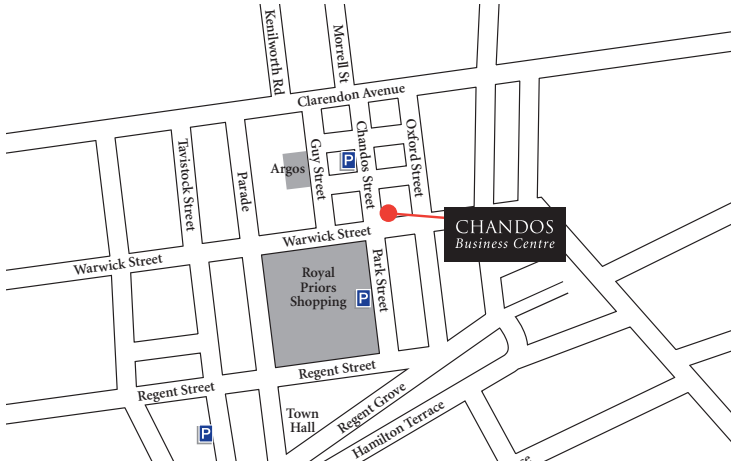 Kenilworth Rd
Morrell St
Clarendon Avenue
Tavistock Street
Parade
Argos
Guy Street
P
Chandos Street
Oxford Street
CHANDOS
Business Centre
Warwick Street
Warwick Street
Royal
Priors
Shopping
P
Park Street
Regent Street
Regent Street
P
Town
Hall
Regent Grove
Hamilton Terrace